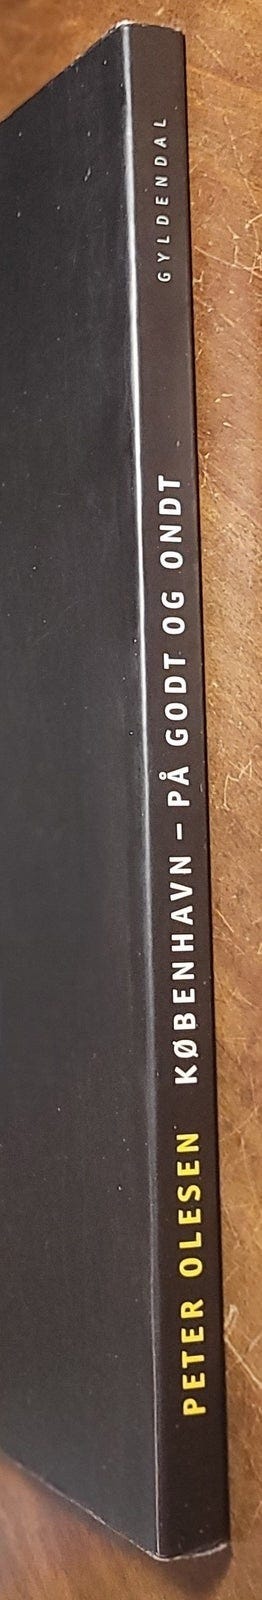 PETER OLESEN KØBENHAVN – PÅ GODT OG ONDT
GYLDENDAL